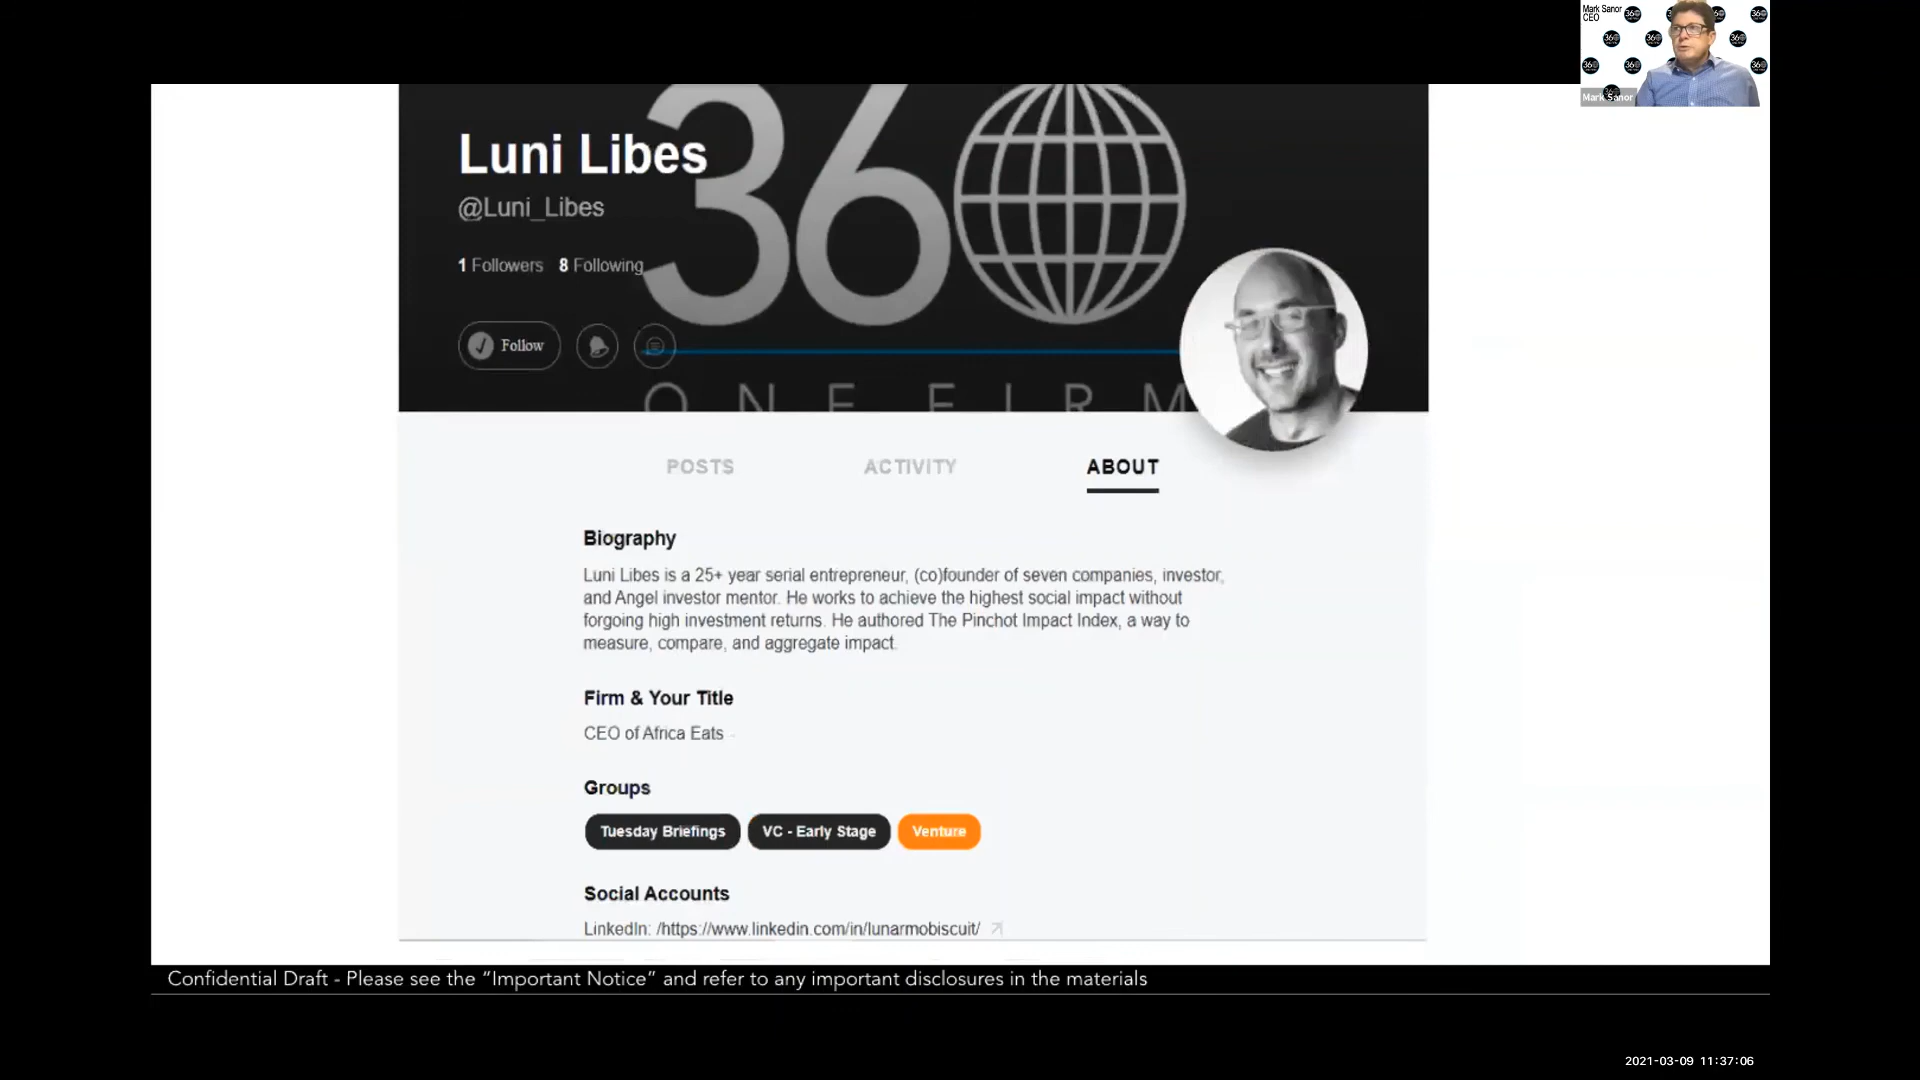 Mark Sanor
CEO
Mark Sanor
Luni Libes
@Luni_Libes
1 Followers 8 Following
Follow
36
ONE FIRM
POSTS ACTIVITY ABOUT
Biography
Luni Libes is a 25+ year serial entrepreneur, (co)founder of seven companies, investor,
and Angel investor mentor. He works to achieve the highest social impact without
forgoing high investment returns. He authored The Pinchot Impact Index, a way to
measure, compare, and aggregate impact.
Firm & Your Title
CEO of Africa Eats
Groups
Tuesday Briefings VC - Early Stage Venture
Social Accounts
LinkedIn: /https://www.linkedin.com/in/lunarmobiscuit/
Confidential Draft - Please see the “Important Notice” and refer to any important disclosures in the materials
2021-03-09 11:37:06